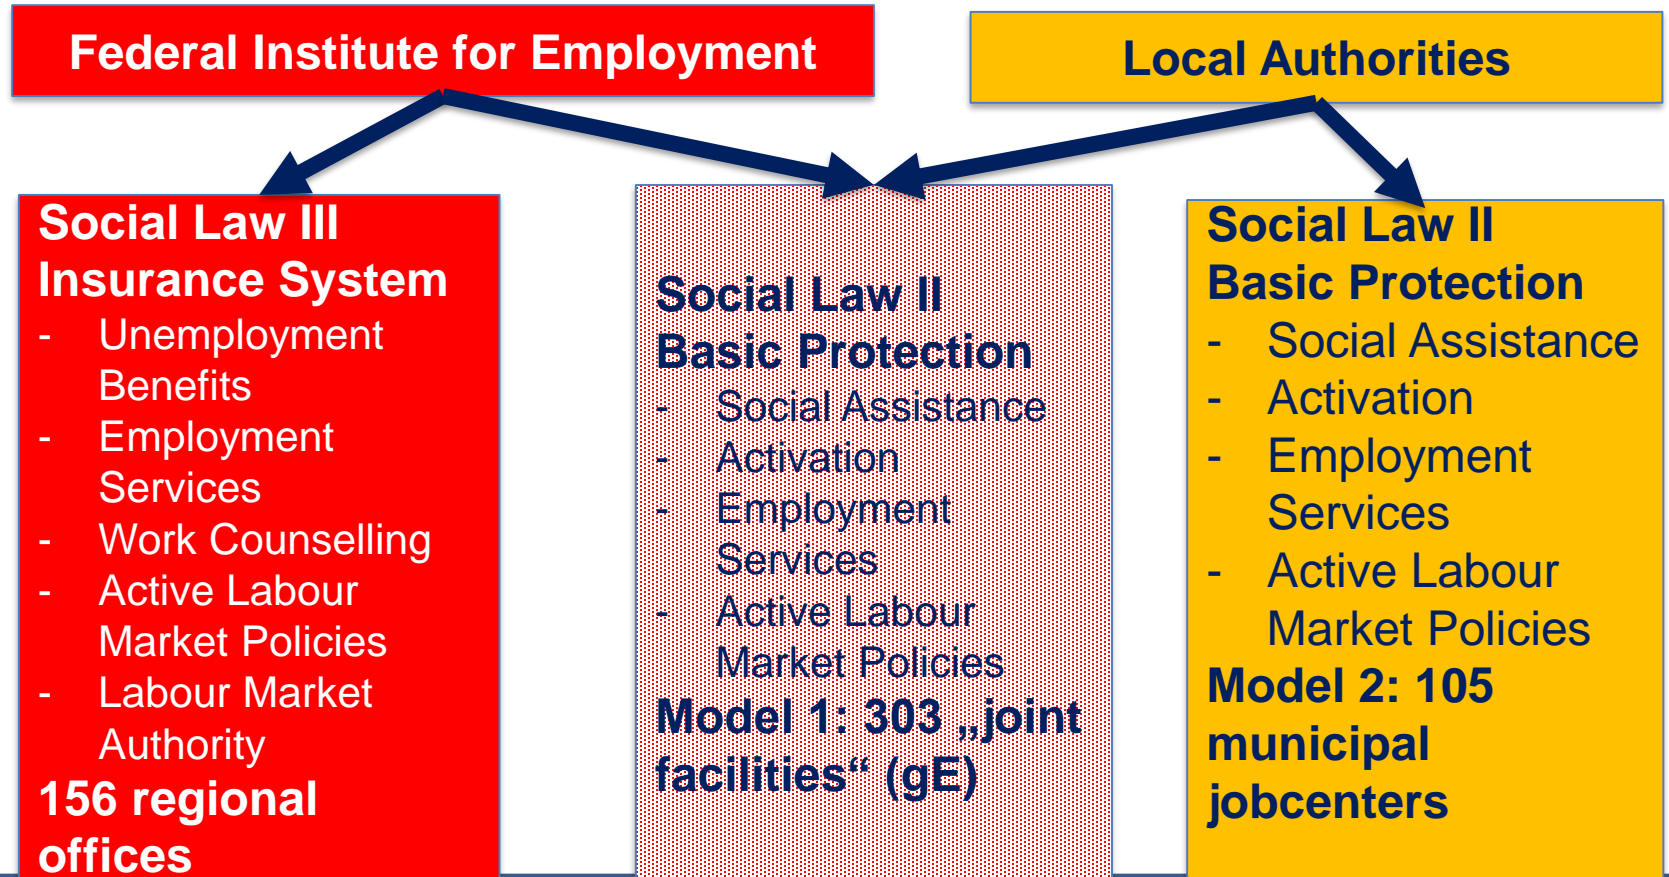 Federal Institute for Employment
Local Authorities
Social Law III
Insurance System
- Unemployment
Benefits
- Employment
Services
- Work Counselling
- Active Labour
Market Policies
- Labour Market
Authority
156 regional
offices
Social Law II
Basic Protection
- Social Assistance
- Activation
- Employment
Services
- Active Labour
Market Policies
Model 1: 303 „joint
facilities“ (gE)
Social Law II
Basic Protection
- Social Assistance
- Activation
- Employment
Services
- Active Labour
Market Policies
Model 2: 105
municipal
jobcenters